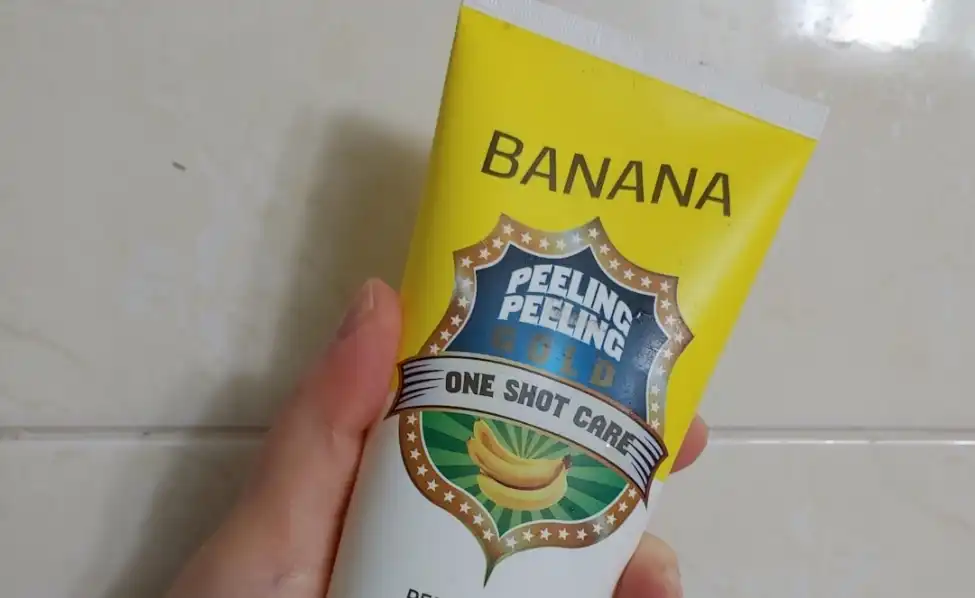 BANANA
PEELING
PEELING
GOLD
ONE SHOT CARE